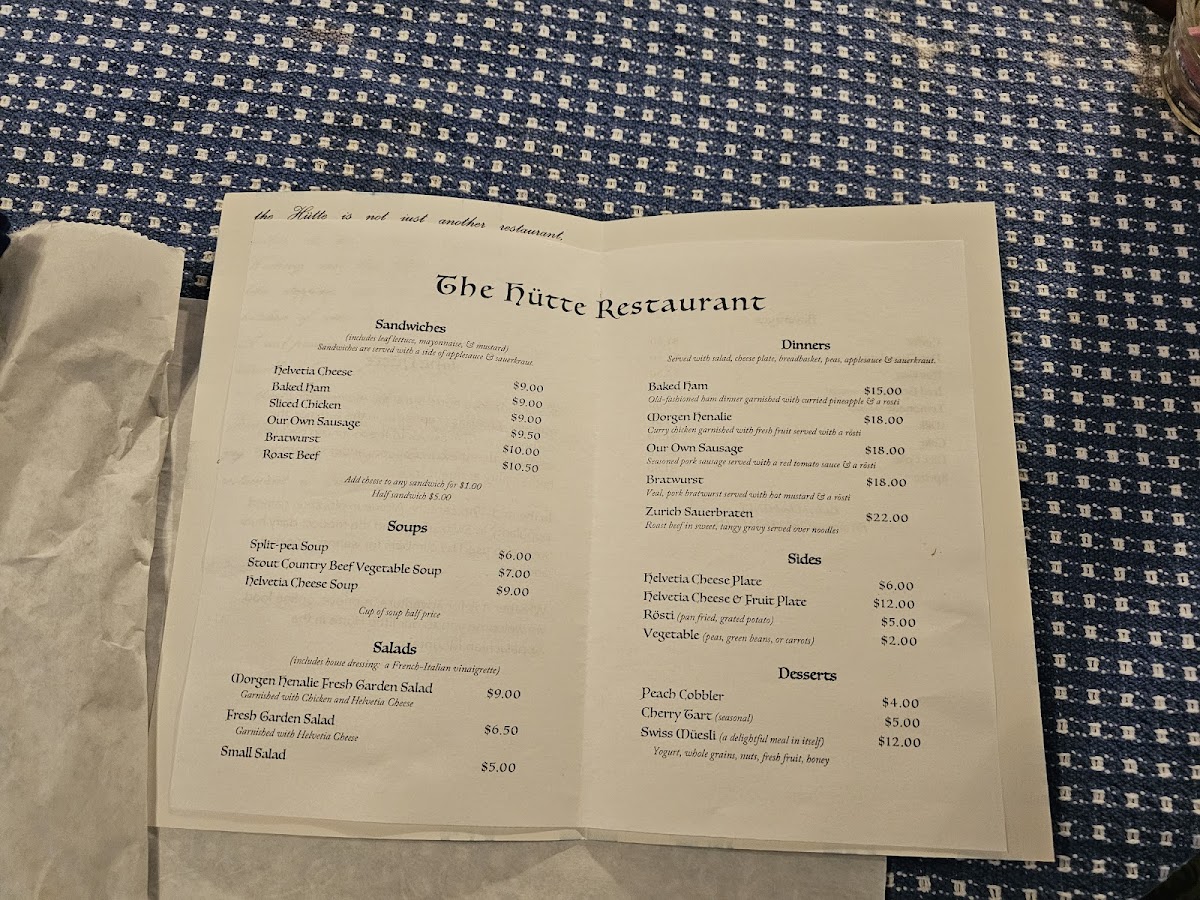 the Hütte is not just another restaurant.
The Hütte Restaurant
Sandwiches
(includes leaf lettuce, mayonnaise, & mustard)
Sandwiches are served with a side of applesauce & sauerkraut.
Helvetia Cheese $9.00
Baked Ham $9.00
Sliced Chicken $9.00
Our Own Sausage $9.50
Bratwurst $10.00
Roast Beef $10.50
Add cheese to any sandwich for $1.00
Half sandwich $5.00
Soups
Split-pea Soup $6.00
Stout Country Beef Vegetable Soup $7.00
Helvetia Cheese Soup $9.00
Cup of soup half price
Salads
(includes house dressing: a French-Italian vinaigrette)
Morgen Henalie Fresh Garden Salad $9.00
Garnished with Chicken and Helvetia Cheese
Fresh Garden Salad $6.50
Garnished with Helvetia Cheese
Small Salad $5.00
Dinners
Served with salad, cheese plate, breadbasket, peas, applesauce & sauerkraut.
Baked Ham $15.00
Old-fashioned ham dinner garnished with curried pineapple & a rösti
Morgen Henalie $18.00
Curry chicken garnished with fresh fruit served with a rösti
Our Own Sausage $18.00
Seasoned pork sausage served with a red tomato sauce & a rösti
Bratwurst $18.00
Veal, pork bratwurst served with hot mustard & a rösti
Zurich Sauerbraten $22.00
Roast beef in sweet, tangy gravy served over noodles
Sides
Helvetia Cheese Plate $6.00
Helvetia Cheese & Fruit Plate $12.00
Rösti (pan fried, grated potato) $5.00
Vegetable (peas, green beans, or carrots) $2.00
Desserts
Peach Cobbler $4.00
Cherry Tart (seasonal) $5.00
Swiss Müesli (a delightful meal in itself) $12.00
Yogurt, whole grains, nuts, fresh fruit, honey